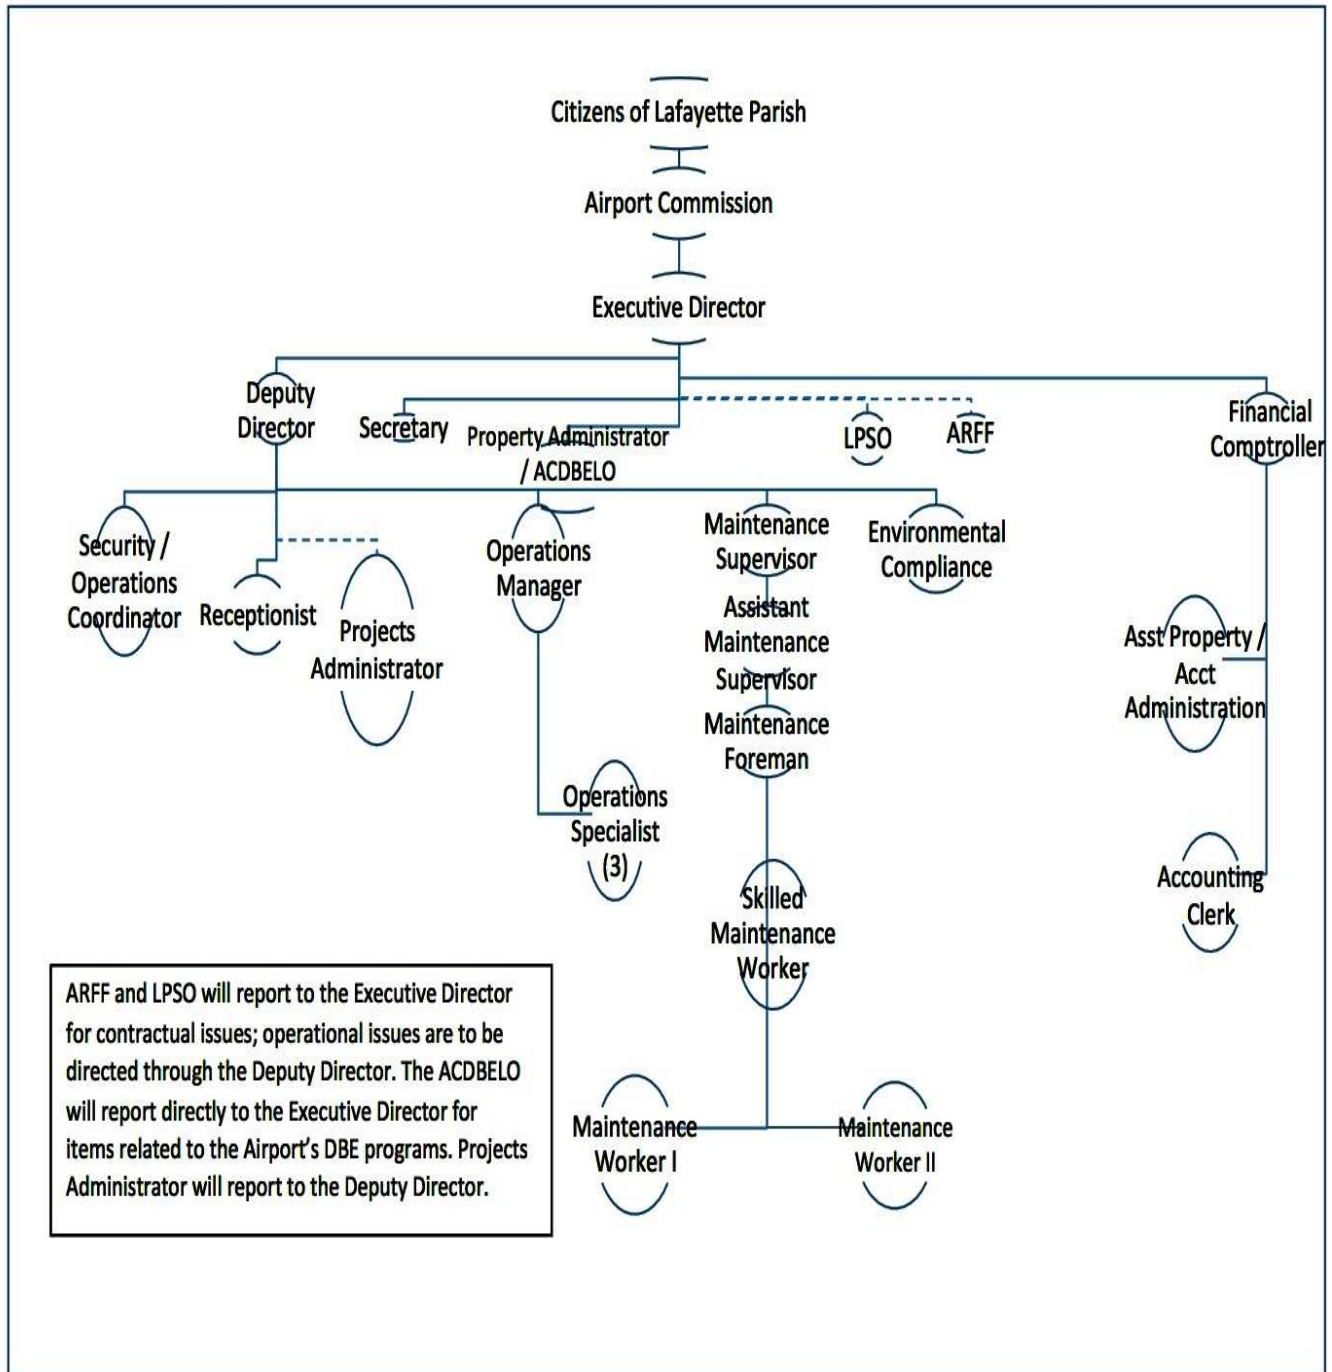 Citizens of Lafayette Parish
Airport Commission
Executive Director
Deputy
Director
Secretary
Property Administrator
/ ACDBELO
LPSO
ARFF
Financial
Comptroller
Security /
Operations
Coordinator
Receptionist
Projects
Administrator
Operations
Manager
Maintenance
Supervisor
Environmental
Compliance
Assistant
Maintenance
Supervisor
Maintenance
Foreman
Asst Property /
Acct
Administration
Operations
Specialist
(3)
Skilled
Maintenance
Worker
Accounting
Clerk
Maintenance
Worker I
Maintenance
Worker II
ARFF and LPSO will report to the Executive Director
for contractual issues; operational issues are to be
directed through the Deputy Director. The ACDBELO
will report directly to the Executive Director for
items related to the Airport's DBE programs. Projects
Administrator will report to the Deputy Director.